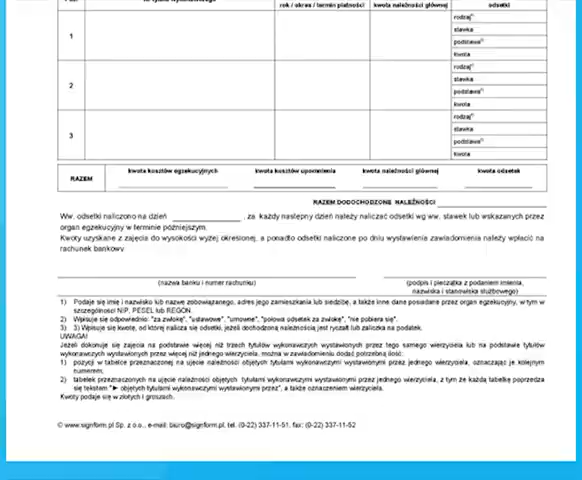 rok / okres / termin płatności kwota należności głównej odsetki
1
rodzaj²⁾
stawka
podstawa³⁾
kwota
2
rodzaj²⁾
stawka
podstawa³⁾
kwota
3
rodzaj²⁾
stawka
podstawa³⁾
kwota
RAZEM kwota kosztów egzekucyjnych kwota kosztów upomnienia kwota należności głównej kwota odsetek
RAZEM DODOCHODZONE NALEŻNOŚCI
Ww. odsetki naliczono na dzień , za każdy następny dzień należy naliczać odsetki wg ww. stawek lub wskazanych przez
organ egzekucyjny w terminie późniejszym.
Kwoty uzyskane z zajęcia do wysokości wyżej określonej, a ponadto odsetki naliczone po dniu wystawienia zawiadomienia należy wpłacić na
rachunek bankowy
(nazwa banku i numer rachunku)
(podpis i pieczątka z podaniem imienia,
nazwiska i stanowiska służbowego)
1) Podaje się imię i nazwisko lub nazwę zobowiązanego, adres jego zamieszkania lub siedzibę, a także inne dane posiadane przez organ egzekucyjny, w tym w
szczególności NIP, PESEL lub REGON.
2) Wpisuje się odpowiednio: "za zwłokę", "ustawowe", "umowne", "połowa odsetek za zwłokę", "nie pobiera się".
3) 3) Wpisuje się kwotę, od której nalicza się odsetki, jeżeli dochodzoną należnością jest ryczałt lub zaliczka na podatek.
UWAGA!
Jeżeli dokonuje się zajęcia na podstawie więcej niż trzech tytułów wykonawczych wystawionych przez tego samego wierzyciela lub na podstawie tytułów
wykonawczych wystawionych przez więcej niż jednego wierzyciela, można w zawiadomieniu dodać potrzebną ilość:
1) pozycji w tabelce przeznaczonej na ujęcie należności objętych tytułami wykonawczymi wystawionymi przez jednego wierzyciela, oznaczając je kolejnym
numerem,
2) tabelek przeznaczonych na ujęcie należności objętych tytułami wykonawczymi wystawionymi przez jednego wierzyciela, z tym że każdą tabelkę poprzedza
się tekstem "► objętych tytułami wykonawczymi wystawionymi przez", a także oznaczeniem wierzyciela.
Kwoty podaje się w złotych i groszach.
© www.signform.pl Sp. z o.o., e-mail: biuro@signform.pl, tel. (0-22) 337-11-51, fax: (0-22) 337-11-52